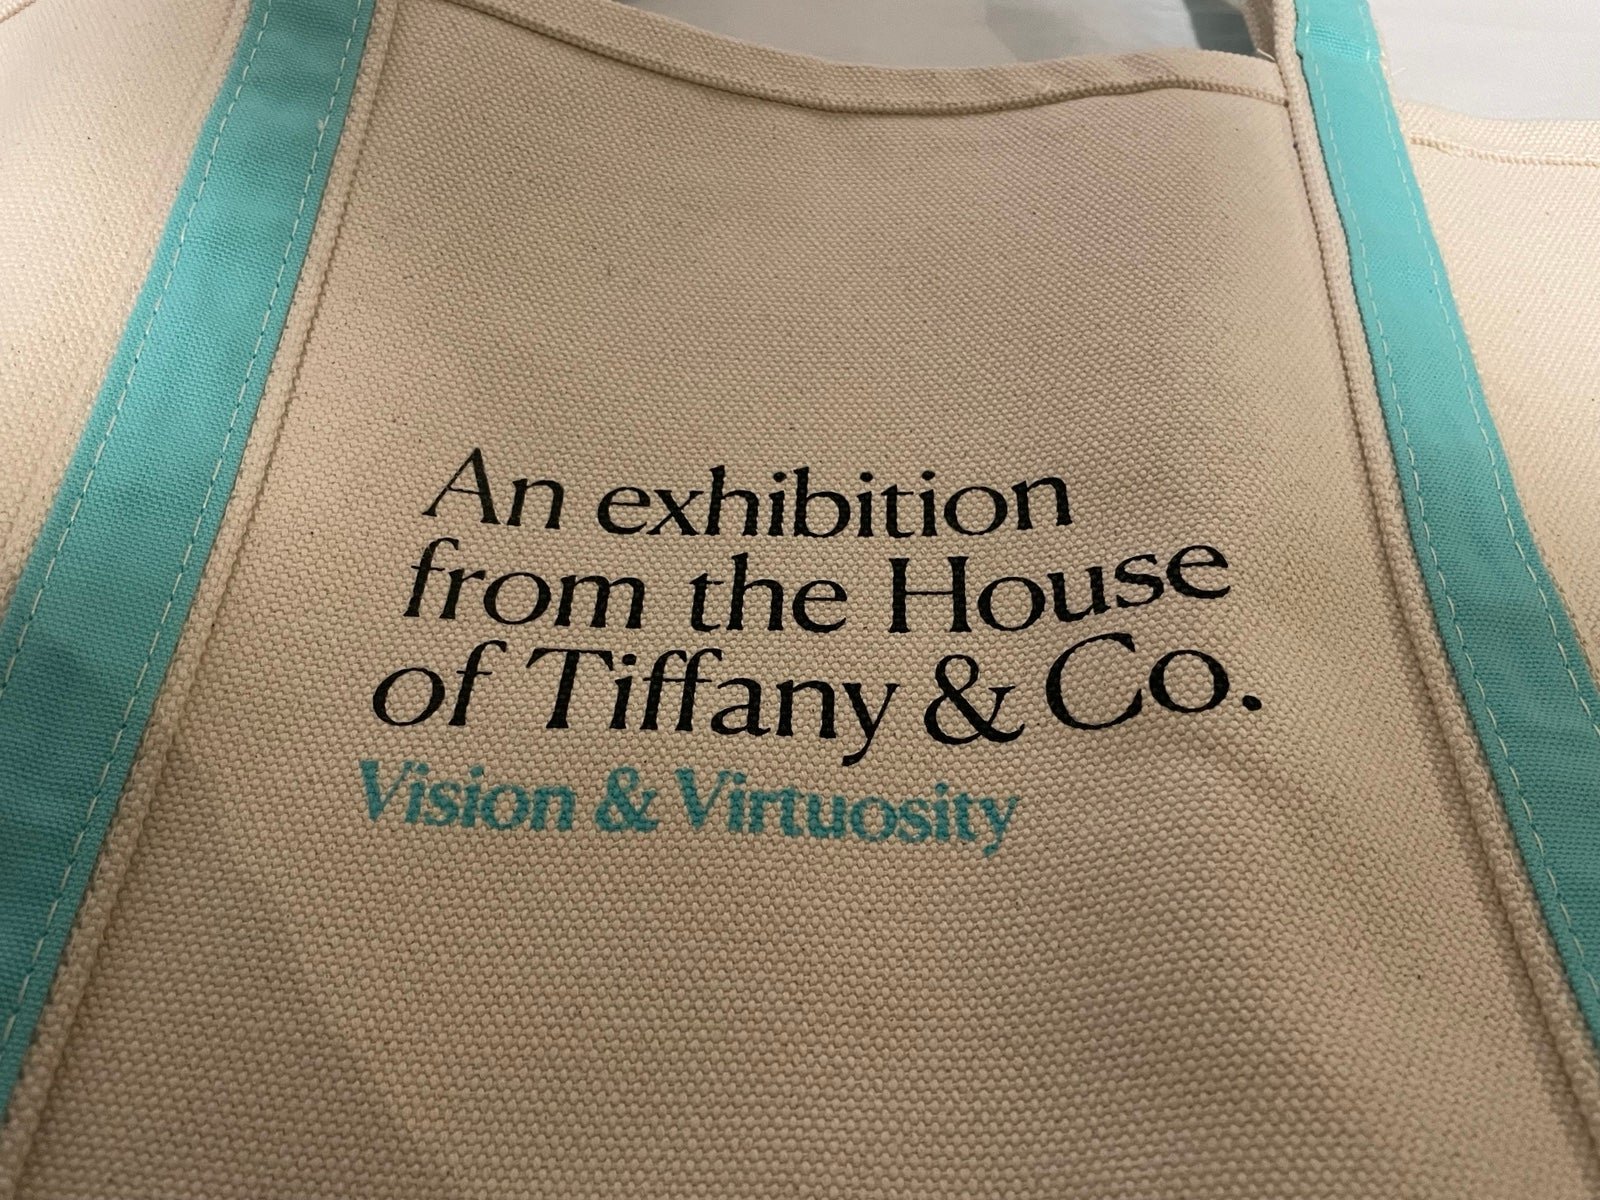 An exhibition
from the House
of Tiffany & Co.
Vision & Virtuosity